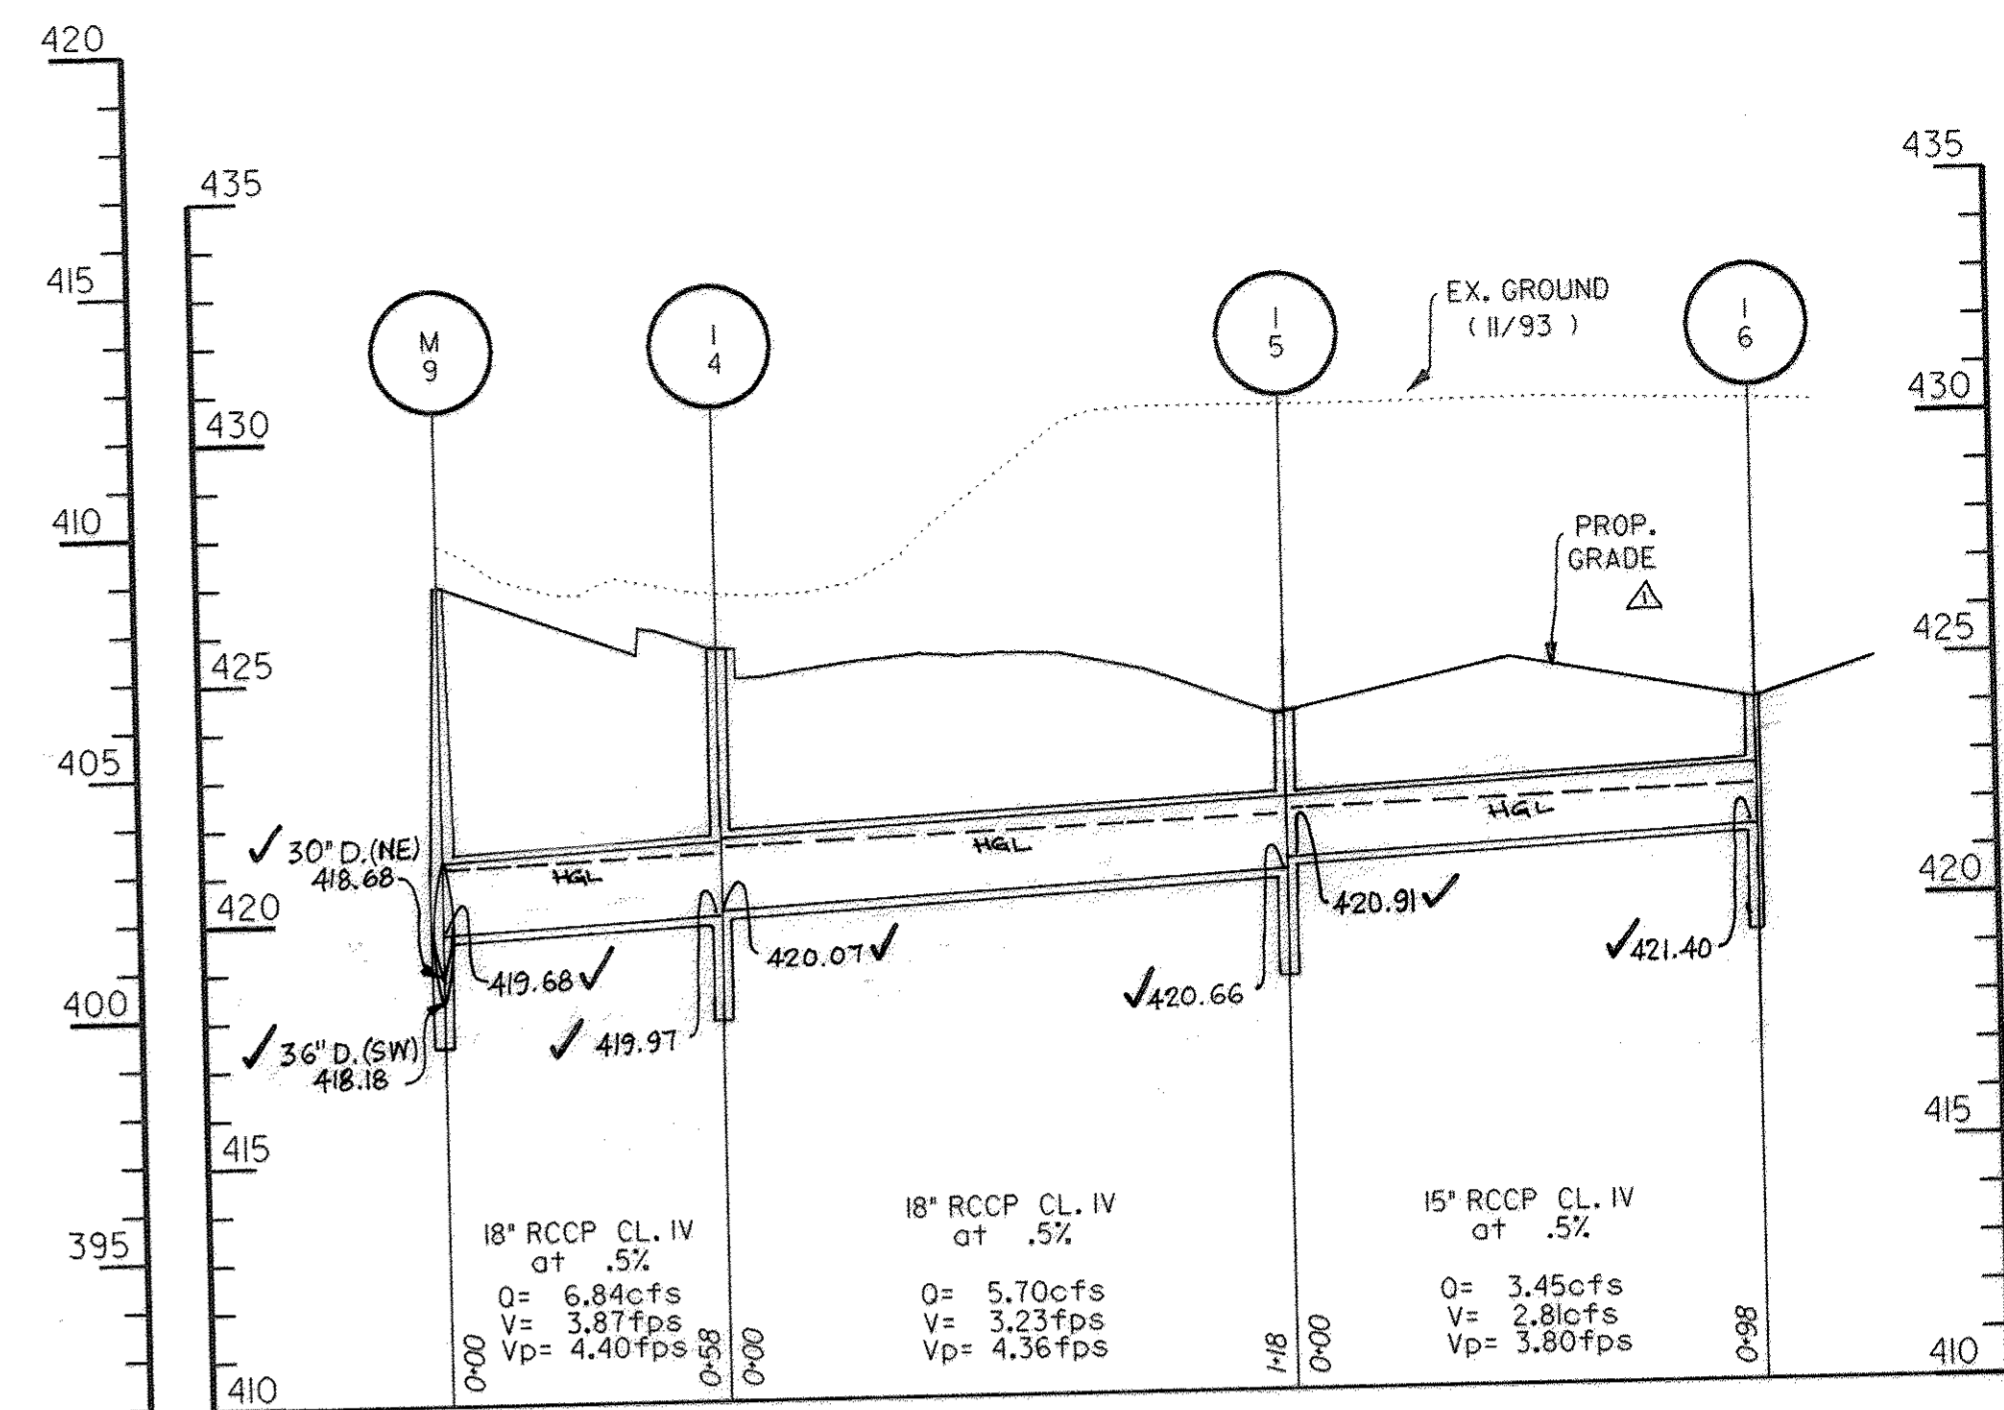 420
415
410
405
400
395
435
430
425
420
415
410
M
9
I
4
I
5
I
6
EX. GROUND
( 11/93 )
PROP.
GRADE
1
435
430
425
420
415
410
HGL
HGL
HGL
✓ 30" D.(NE)
418.68
✓ 36" D.(SW)
418.18
419.68 ✓
✓ 419.97
420.07 ✓
✓ 420.66
420.91 ✓
✓ 421.40
18" RCCP CL. IV
at .5%
Q= 6.84cfs
V= 3.87fps
Vp= 4.40fps
18" RCCP CL. IV
at .5%
Q= 5.70cfs
V= 3.23fps
Vp= 4.36fps
15" RCCP CL. IV
at .5%
Q= 3.45cfs
V= 2.81cfs
Vp= 3.80fps
0+00
0+58
0+00
1+18
0+00
0+98